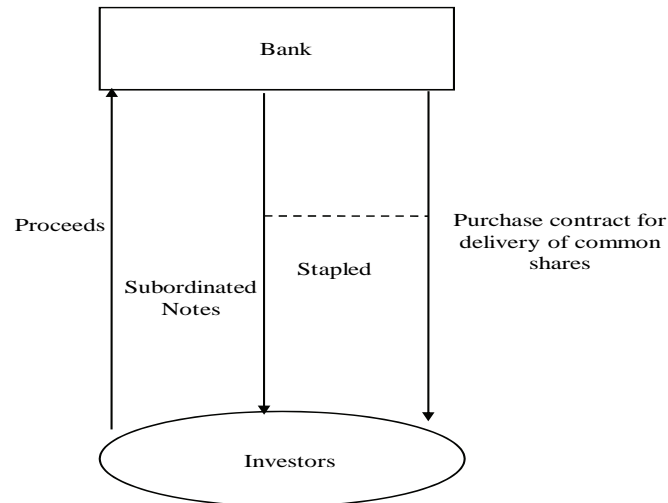 Bank
Proceeds
Purchase contract for
delivery of common
shares
Stapled
Subordinated
Notes
Investors